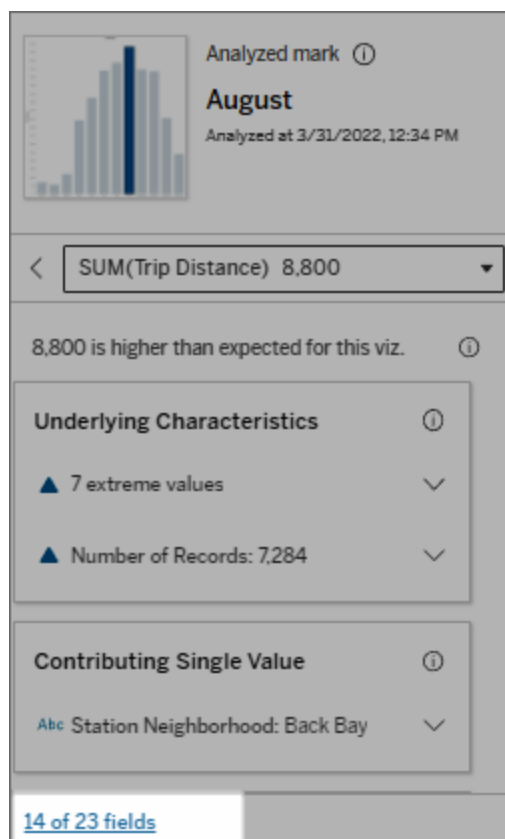 Analyzed mark
August
Analyzed at 3/31/2022, 12:34 PM
SUM(Trip Distance) 8,800
8,800 is higher than expected for this viz.
Underlying Characteristics
7 extreme values
Number of Records: 7,284
Contributing Single Value
Abc Station Neighborhood: Back Bay
14 of 23 fields